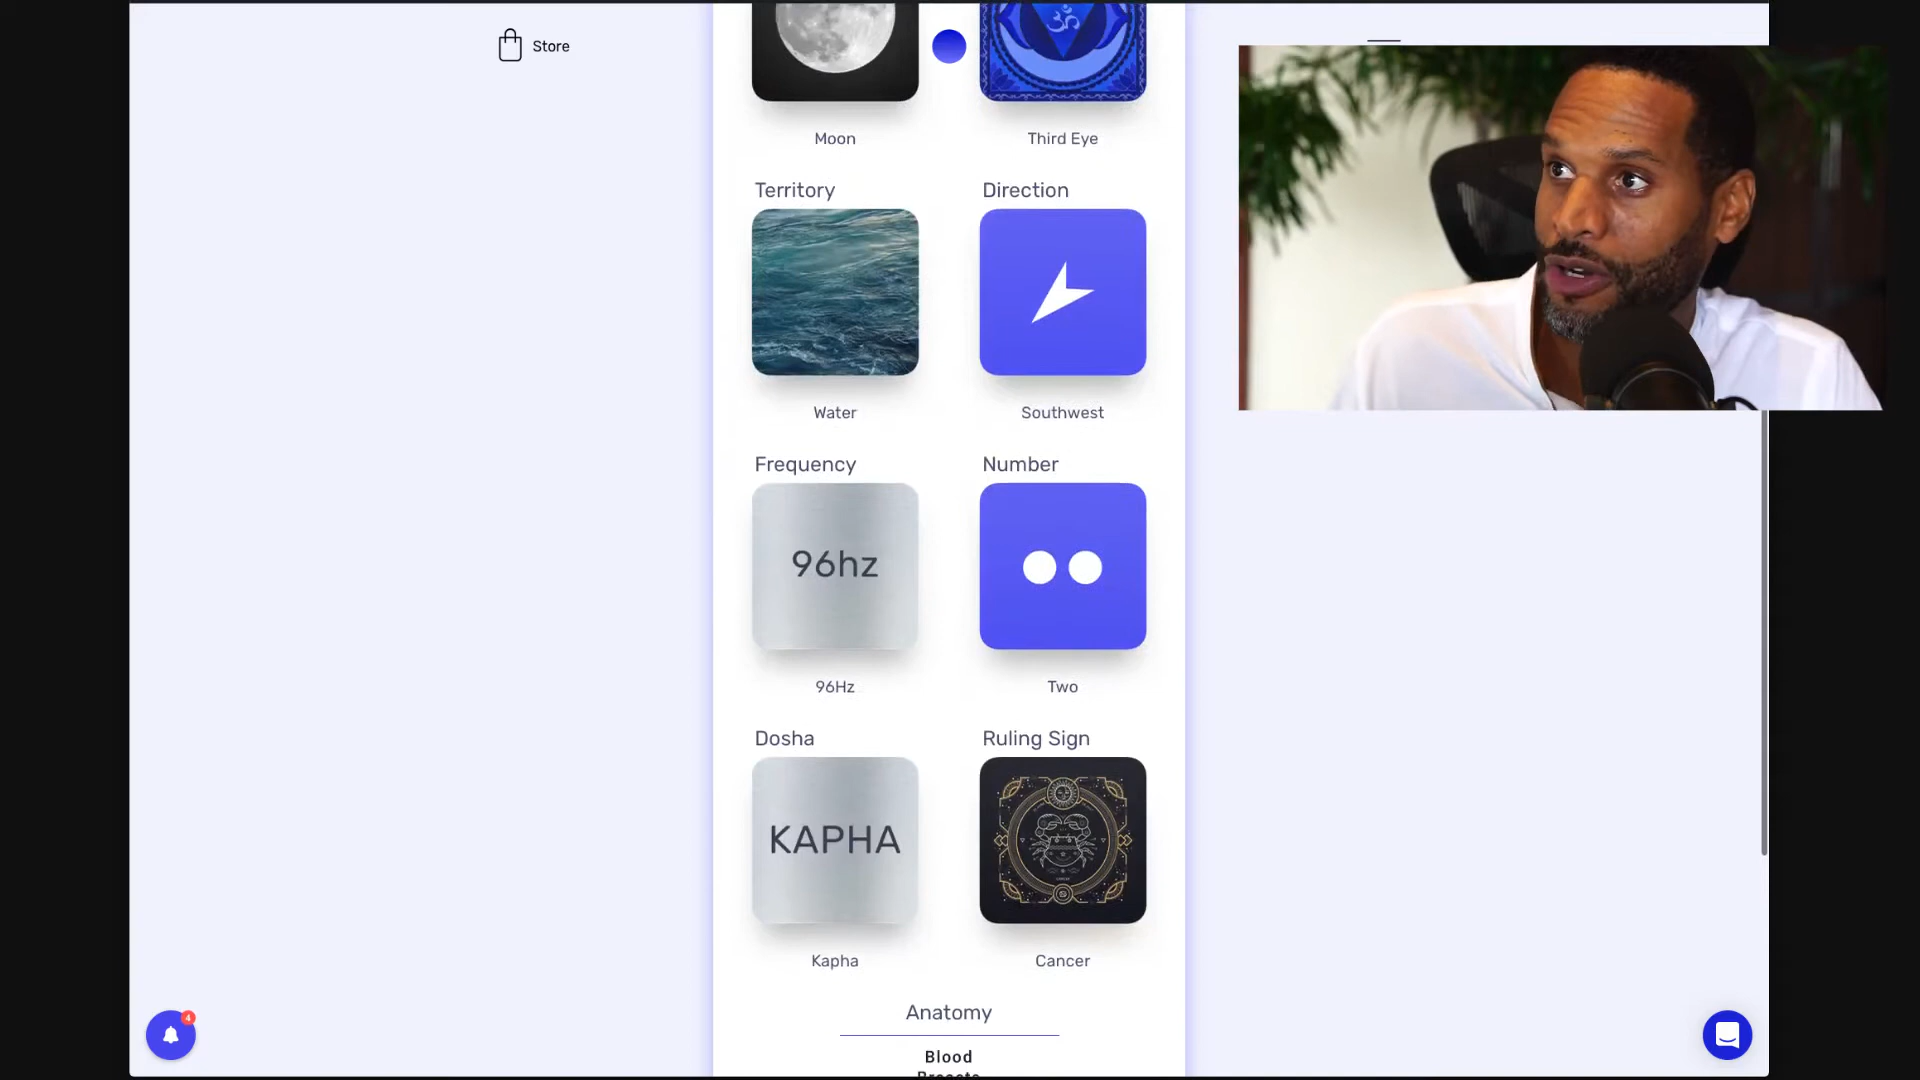 Store
Moon
Third Eye
Territory
Direction
Water
Southwest
Frequency
Number
96hz
96Hz
Two
Dosha
Ruling Sign
KAPHA
Kapha
Cancer
Anatomy
Blood
4